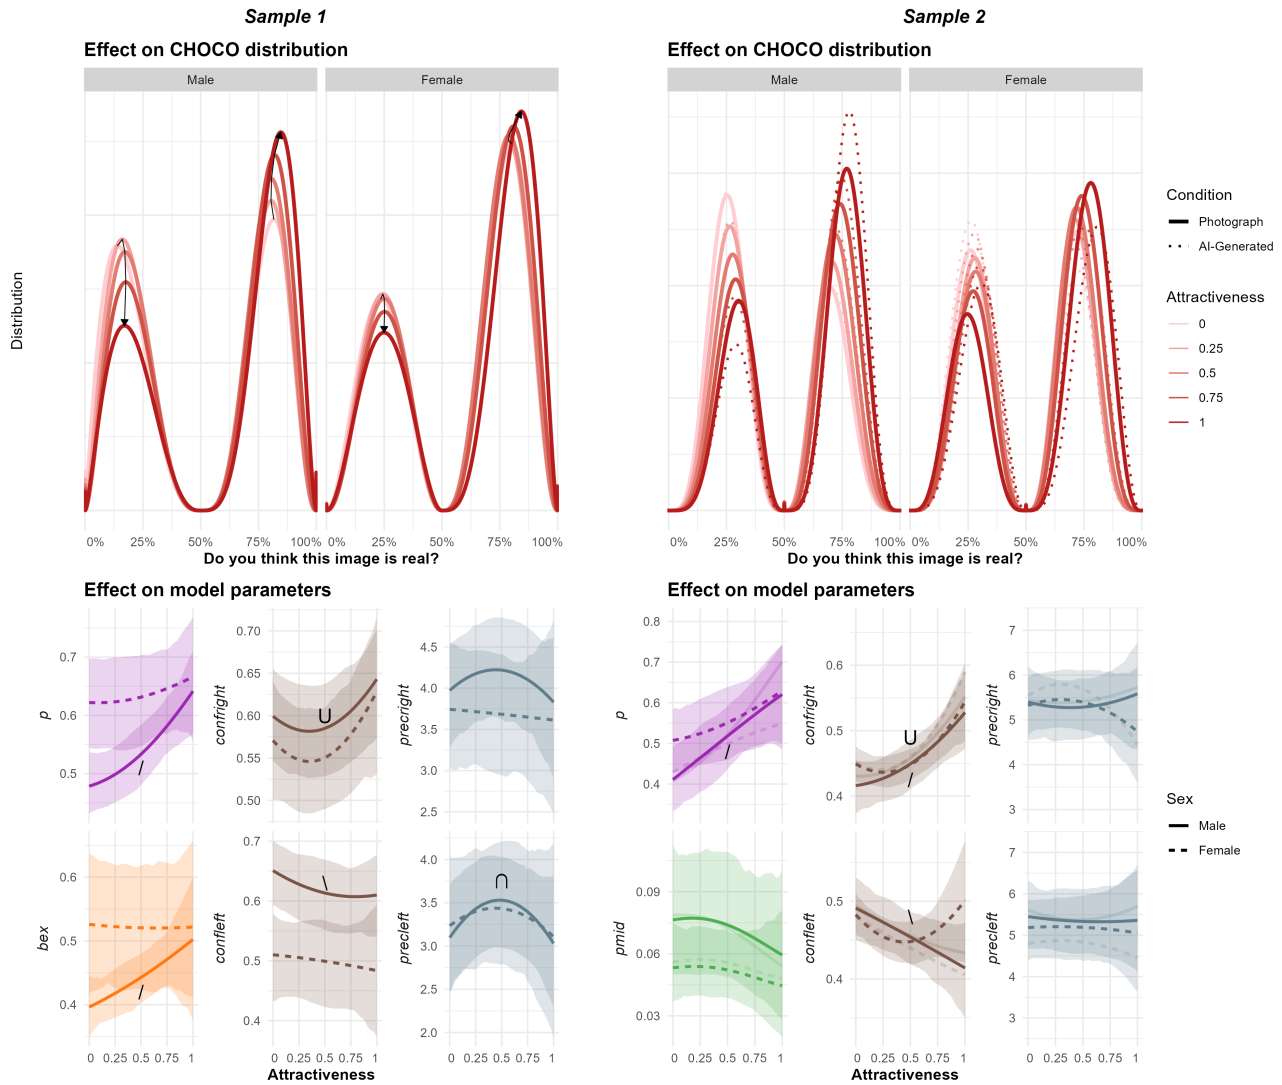 Sample 1
Sample 2
Effect on CHOCO distribution
Effect on CHOCO distribution
Male
Female
Male
Female
Distribution
0% 25% 50% 75% 100% 0% 25% 50% 75% 100%
Do you think this image is real?
0% 25% 50% 75% 100% 0% 25% 50% 75% 100%
Do you think this image is real?
Condition
Photograph
AI-Generated
Attractiveness
0
0.25
0.5
0.75
1
Effect on model parameters
p
0.7
0.6
0.5
/
confright
0.70
0.65
0.60
0.55
0.50
U
precright
4.5
4.0
3.5
3.0
2.5
bex
0.6
0.5
0.4
/
confleft
0.7
0.6
0.5
0.4
\
precleft
4.0
3.5
3.0
2.5
2.0
∩
0 0.25 0.5 0.75 1
0 0.25 0.5 0.75 1
0 0.25 0.5 0.75 1
Attractiveness
Effect on model parameters
p
0.8
0.7
0.6
0.5
0.4
/
confright
0.6
0.5
0.4
U
/
precright
7
6
5
4
3
pmid
0.09
0.06
0.03
confleft
0.5
0.4
\
precleft
7
6
5
4
3
0 0.25 0.5 0.75 1
0 0.25 0.5 0.75 1
0 0.25 0.5 0.75 1
Attractiveness
Sex
Male
Female